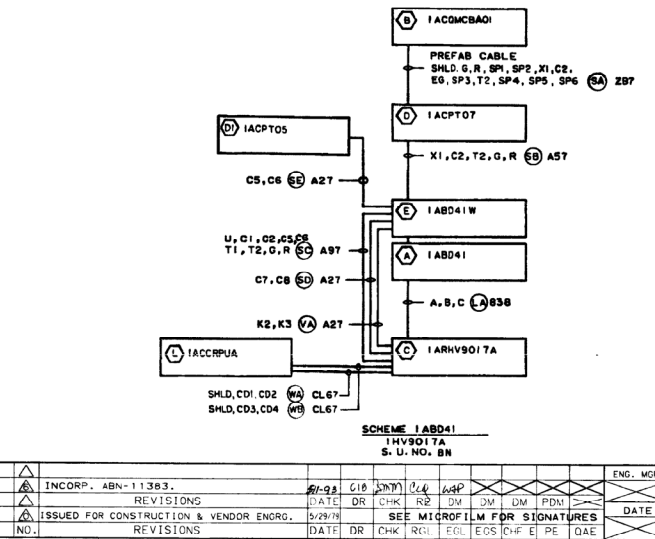 B 1ACQMCBA01
PREFAB CABLE
SHLD. G, R, SP1, SP2, X1, C2,
EG, SP3, T2, SP4, SP5, SP6 SA ZB7
D 1ACPT07
D1 1ACPT05
X1, C2, T2, G, R SB A57
C5, C6 SE A27
E 1ABD41W
U, C1, C2, C5, C6
T1, T2, G, R SC A97
A 1ABD41
C7, C8 SD A27
A, B, C LA 838
K2, K3 VA A27
L 1ACCRPUA
C 1ARHV9017A
SHLD, CD1, CD2 WA CL67
SHLD, CD3, CD4 WB CL67
SCHEME 1ABD41
1HV9017A
S. U. NO. BN
ENG. MGR
INCORP. ABN-11383.
REVISIONS DATE DR CHK R2 DM DM DM PDM
ISSUED FOR CONSTRUCTION & VENDOR ENGRG. 5/29/79 SEE MICROFILM FOR SIGNATURES DATE
NO. REVISIONS DATE DR CHK RGL EGL EGS CHF E PE QAE